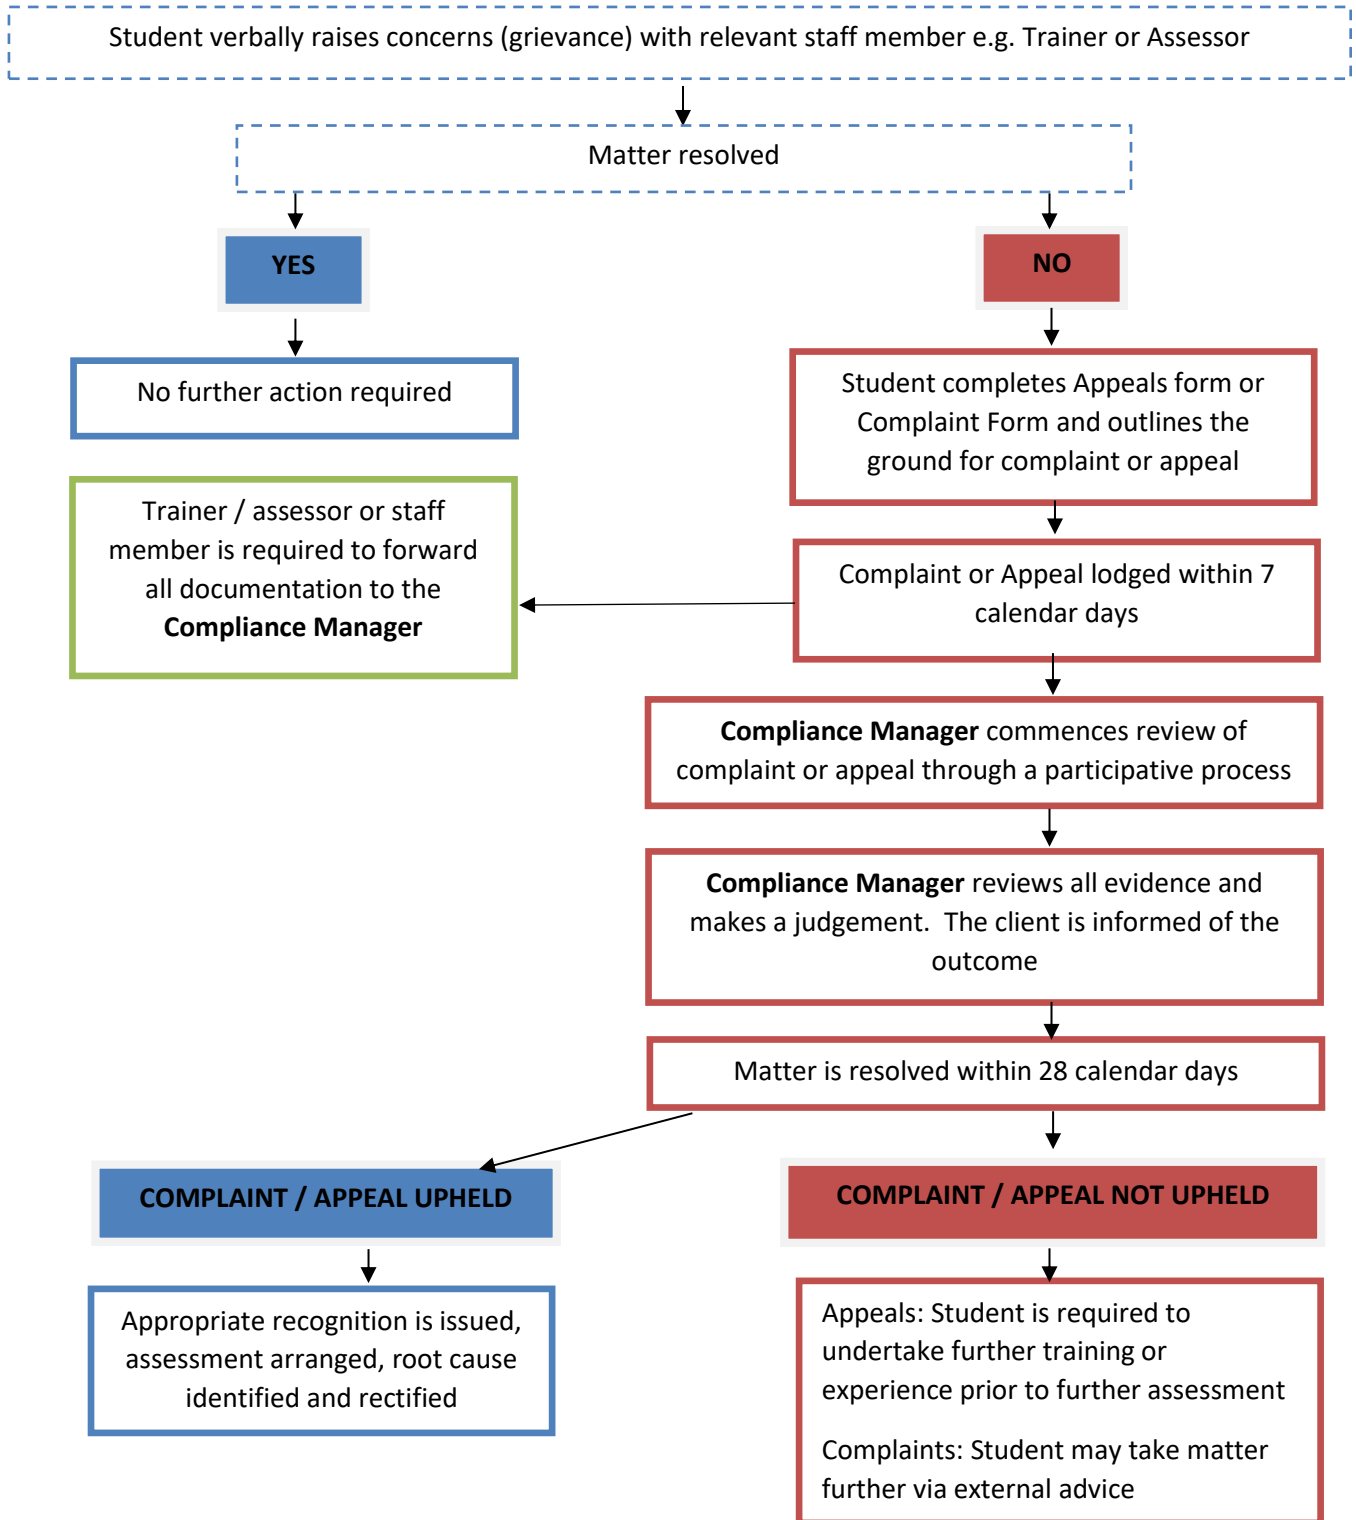 Student verbally raises concerns (grievance) with relevant staff member e.g. Trainer or Assessor
Matter resolved
YES
NO
No further action required
Student completes Appeals form or
Complaint Form and outlines the
ground for complaint or appeal
Trainer / assessor or staff
member is required to forward
all documentation to the
Compliance Manager
Complaint or Appeal lodged within 7
calendar days
Compliance Manager commences review of
complaint or appeal through a participative process
Compliance Manager reviews all evidence and
makes a judgement.  The client is informed of the
outcome
Matter is resolved within 28 calendar days
COMPLAINT / APPEAL UPHELD
COMPLAINT / APPEAL NOT UPHELD
Appropriate recognition is issued,
assessment arranged, root cause
identified and rectified
Appeals: Student is required to
undertake further training or
experience prior to further assessment
Complaints: Student may take matter
further via external advice